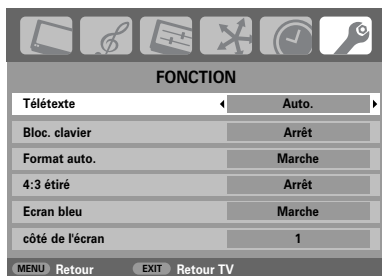 FONCTION
Télétexte Auto.
Bloc. clavier Arrêt
Format auto. Marche
4:3 étiré Arrêt
Ecran bleu Marche
côté de l'écran 1
MENU Retour EXIT Retour TV